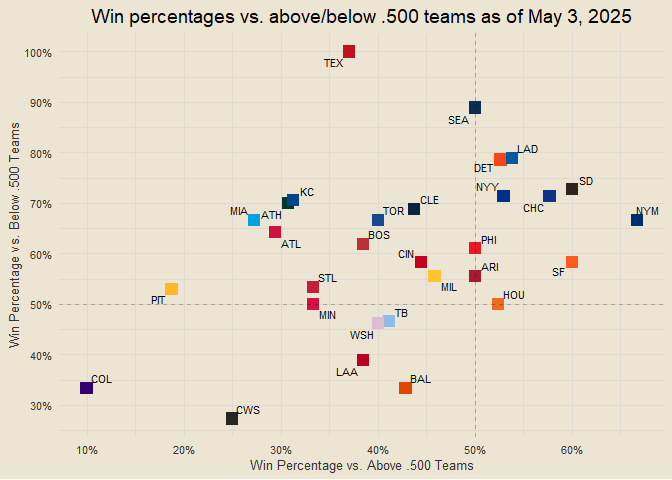 Win percentages vs. above/below .500 teams as of May 3, 2025
100%
90%
80%
70%
60%
50%
40%
30%
Win Percentage vs. Below .500 Teams
TEX
SEA
LAD
DET
SD
NYY
KC
CHC
CLE
MIA
ATH
TOR
NYM
BOS
PHI
ATL
CIN
ARI
SF
STL
MIL
PIT
HOU
MIN
TB
WSH
LAA
COL
BAL
CWS
10%
20%
30%
40%
50%
60%
Win Percentage vs. Above .500 Teams